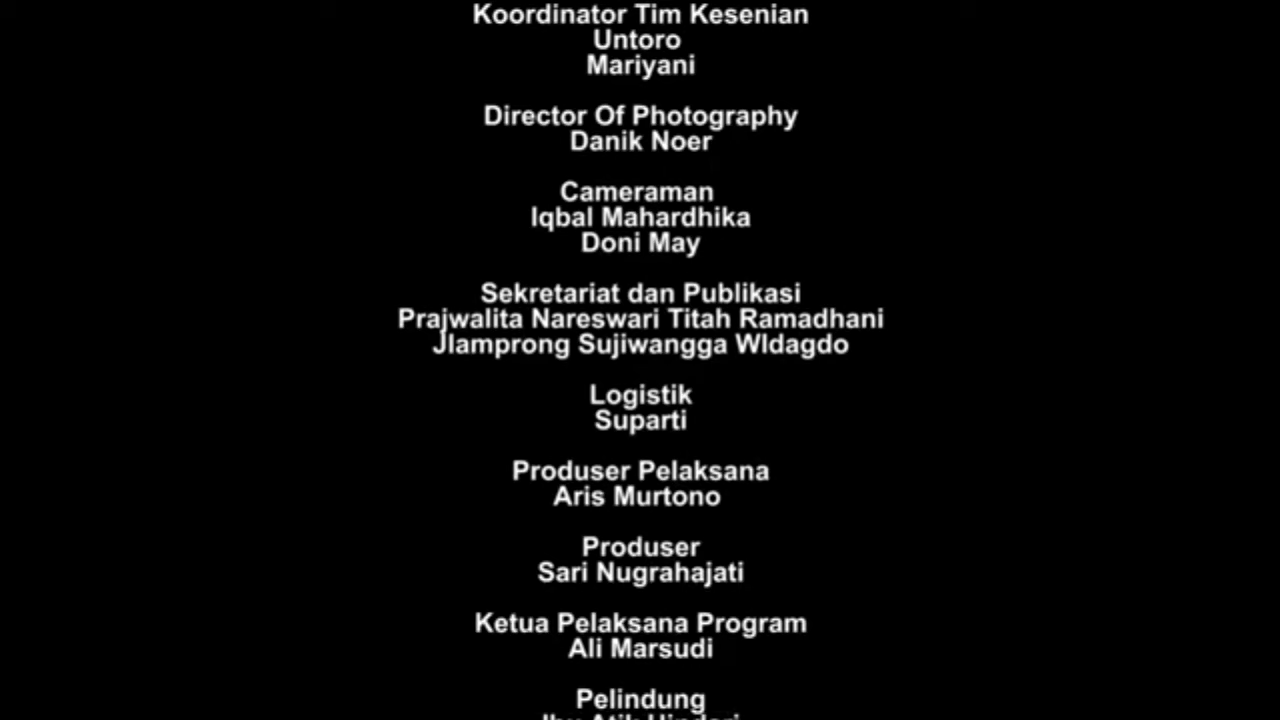 Koordinator Tim Kesenian
Untoro
Mariyani
Director Of Photography
Danik Noer
Cameraman
Iqbal Mahardhika
Doni May
Sekretariat dan Publikasi
Prajwalita Nareswari Titah Ramadhani
Jlamprong Sujiwangga WIdagdo
Logistik
Suparti
Produser Pelaksana
Aris Murtono
Produser
Sari Nugrahajati
Ketua Pelaksana Program
Ali Marsudi
Pelindung